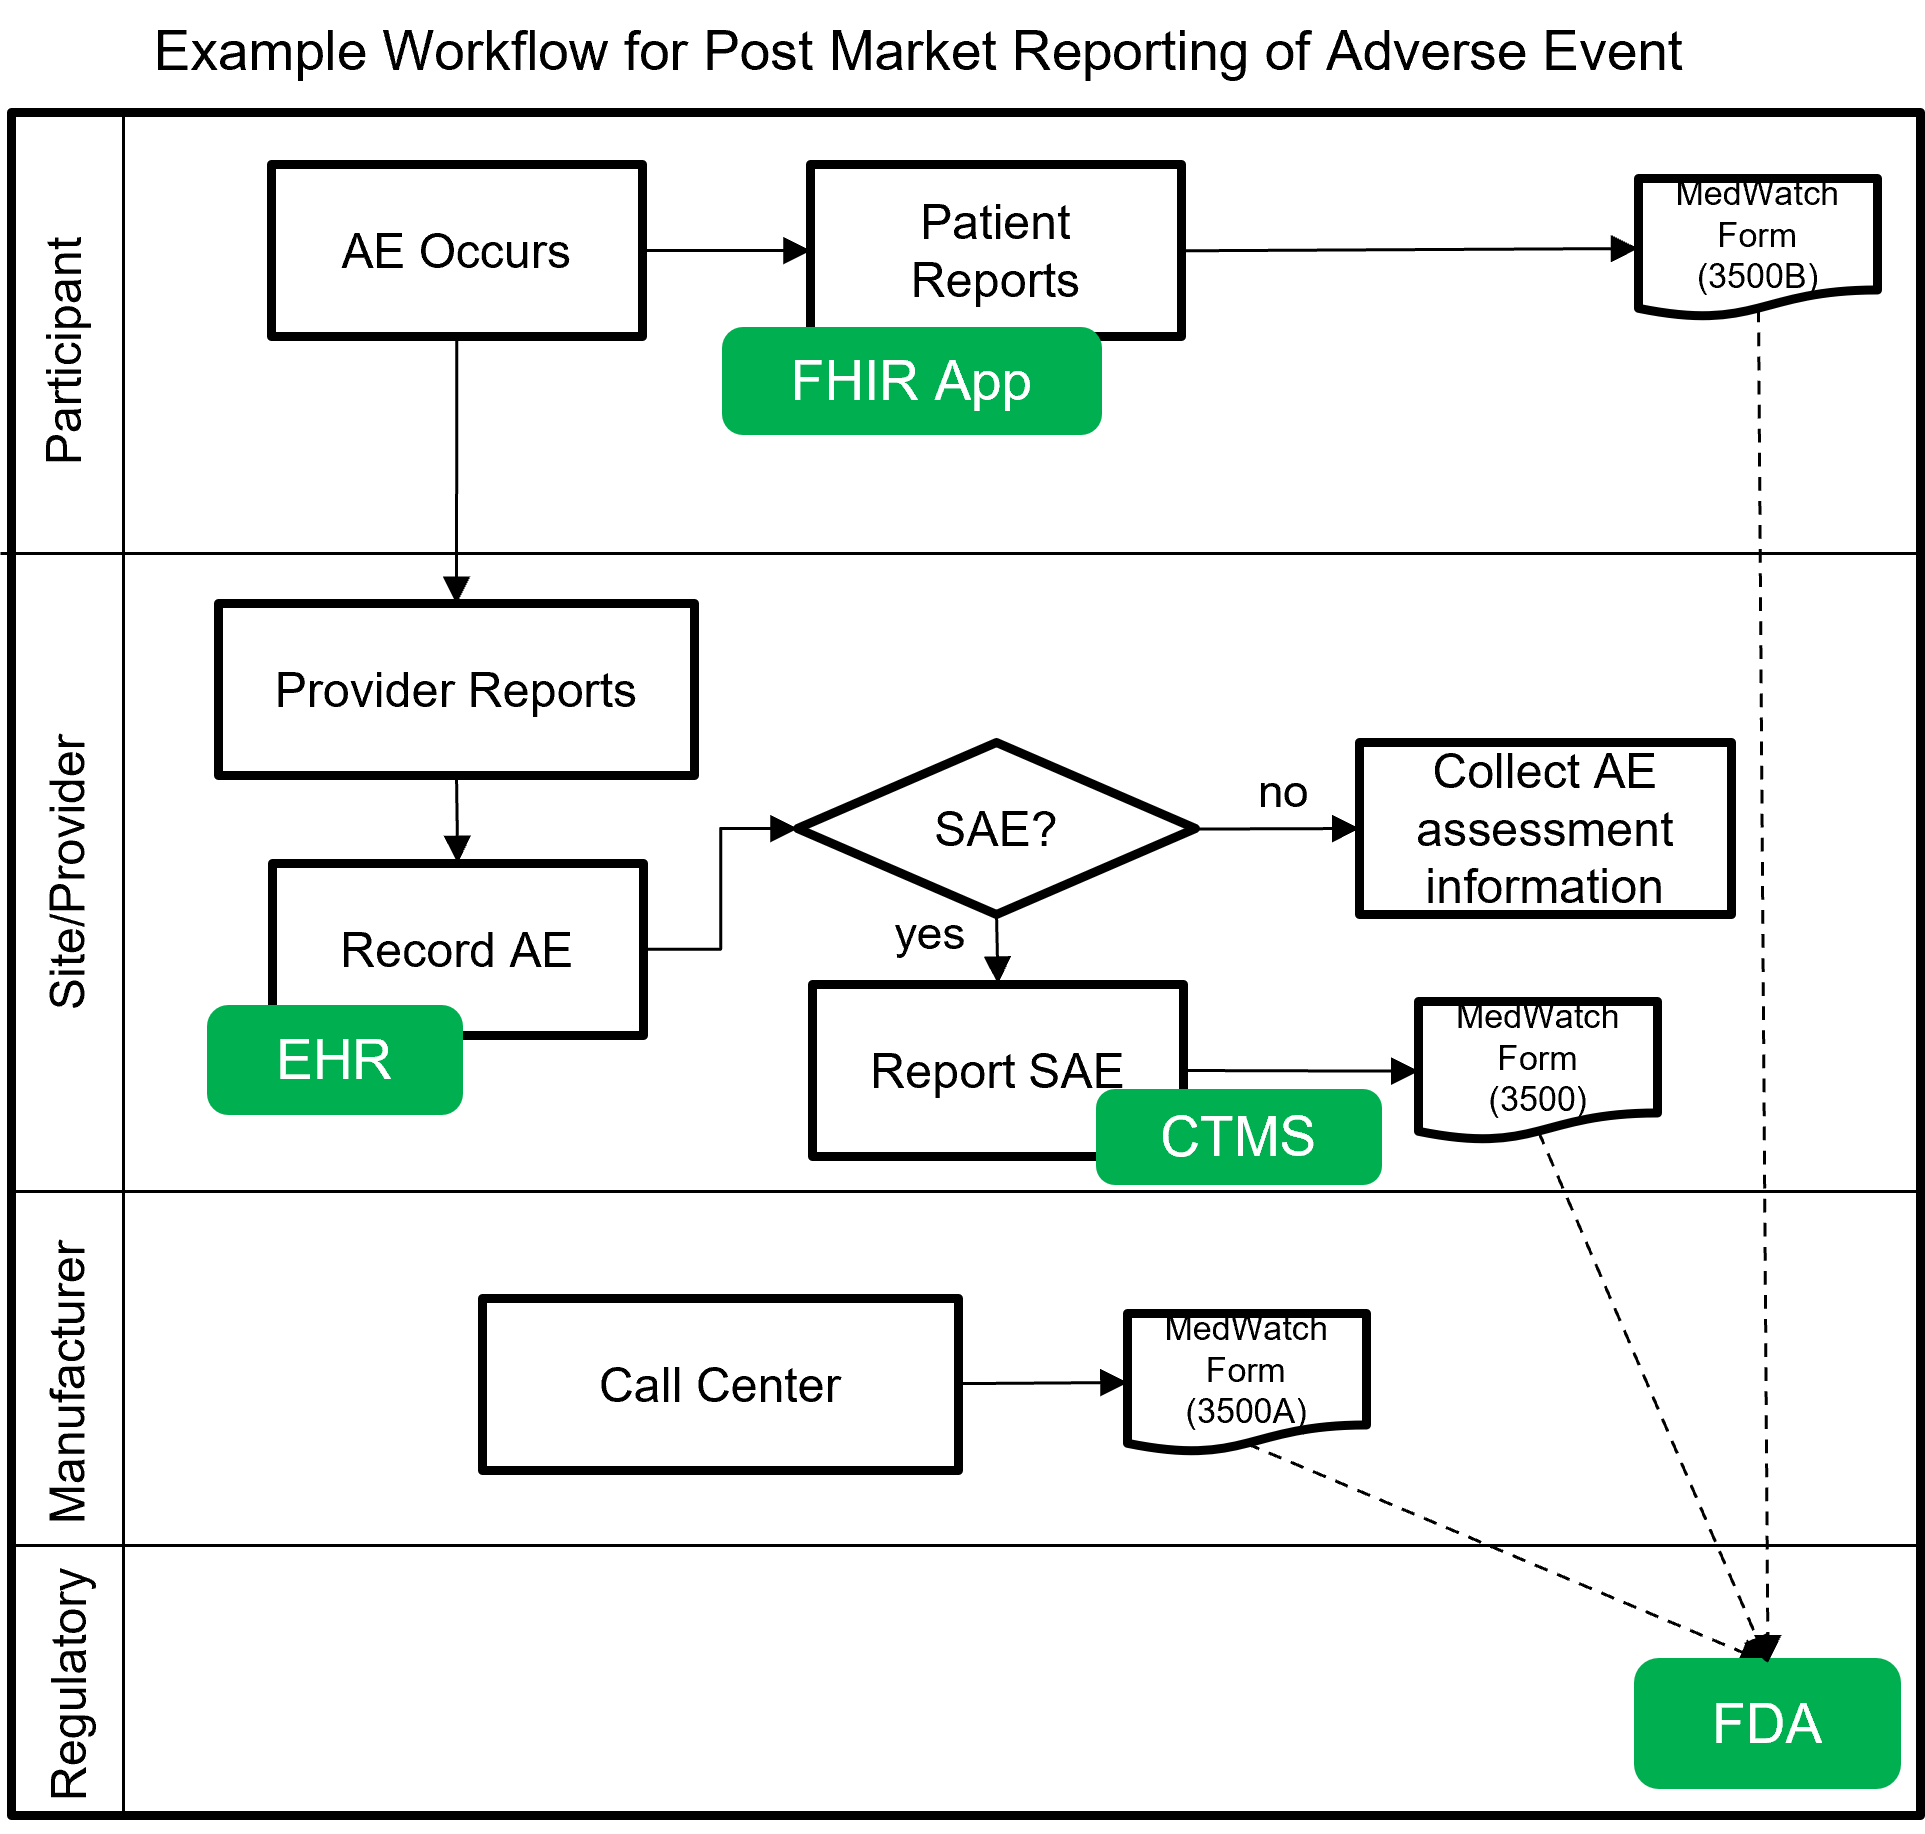 Example Workflow for Post Market Reporting of Adverse Event
Participant
AE Occurs
Patient
Reports
FHIR App
MedWatch
Form
(3500B)
Site/Provider
Provider Reports
Record AE
EHR
SAE?
no
Collect AE
assessment
information
yes
Report SAE
CTMS
MedWatch
Form
(3500)
Manufacturer
Call Center
MedWatch
Form
(3500A)
Regulatory
FDA